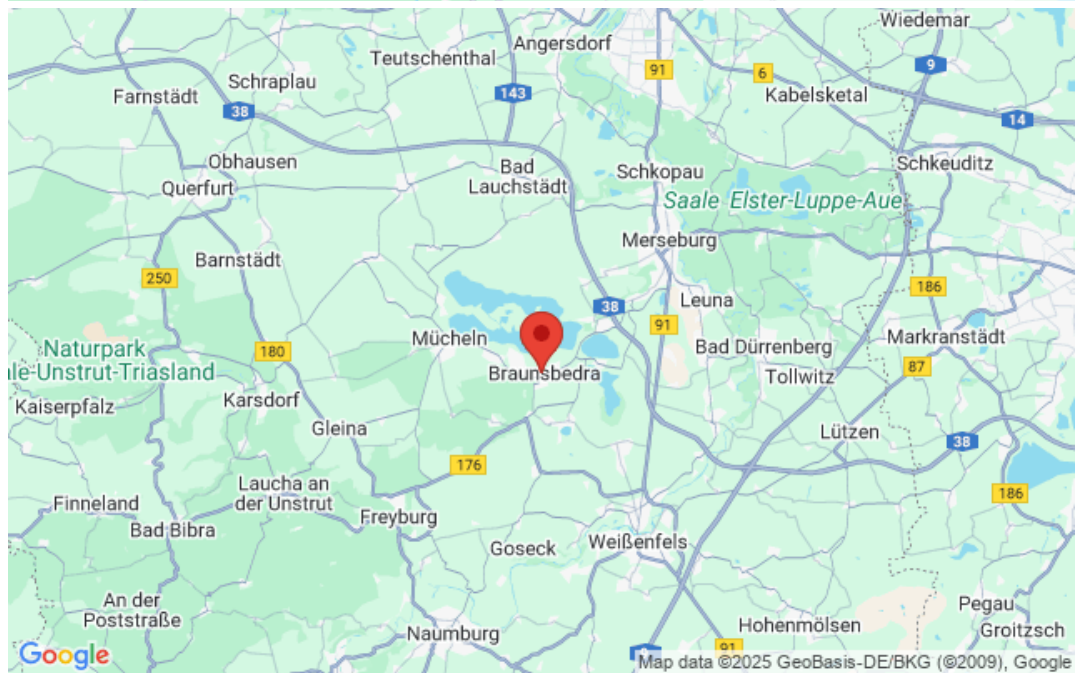 Wiedemar
Angersdorf
Teutschenthal
91
6
9
Schraplau
143
Kabelsketal
Farnstädt
38
14
Obhausen
Bad
Lauchstädt
Schkopau
Schkeuditz
Querfurt
Saale Elster-Luppe-Aue
Merseburg
Barnstädt
250
186
38
Leuna
91
Mücheln
Markranstädt
Naturpark
ale-Unstrut-Triasland
180
Bad Dürrenberg
87
Braunsbedra
Tollwitz
Kaiserpfalz
Karsdorf
Gleina
Lützen
38
176
Laucha an
der Unstrut
186
Finneland
Bad Bibra
Freyburg
Goseck
Weißenfels
An der
Poststraße
Pegau
Naumburg
Hohenmölsen
Groitzsch
91
Google
Map data ©2025 GeoBasis-DE/BKG (©2009), Google